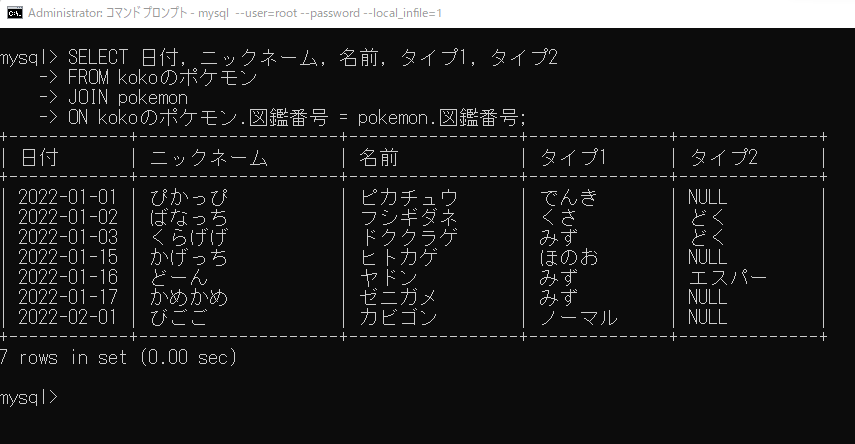 Administrator: コマンド プロンプト - mysql  --user=root --password --local_infile=1
mysql> SELECT 日付, ニックネーム, 名前, タイプ1, タイプ2
    -> FROM kokoのポケモン
    -> JOIN pokemon
    -> ON kokoのポケモン.図鑑番号 = pokemon.図鑑番号;
+------------+--------------------+----------------+-------------+-------------+
| 日付 | ニックネーム | 名前 | タイプ1 | タイプ2 |
+------------+--------------------+----------------+-------------+-------------+
| 2022-01-01 | ぴかっぴ | ピカチュウ | でんき | NULL |
| 2022-01-02 | ばなっち | フシギダネ | くさ | どく |
| 2022-01-03 | くらげげ | ドククラゲ | みず | どく |
| 2022-01-15 | かげっち | ヒトカゲ | ほのお | NULL |
| 2022-01-16 | どーん | ヤドン | みず | エスパー |
| 2022-01-17 | かめかめ | ゼニガメ | みず | NULL |
| 2022-02-01 | びごご | カビゴン | ノーマル | NULL |
+------------+--------------------+----------------+-------------+-------------+
7 rows in set (0.00 sec)
mysql>